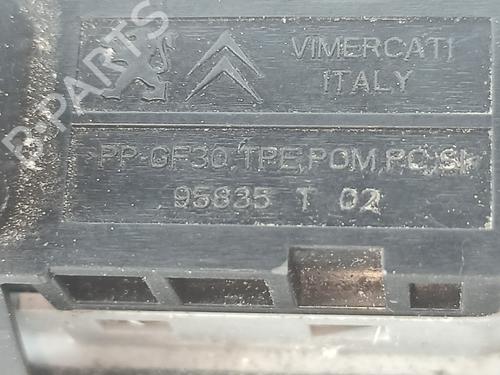 B-PARTS
VIMERCATI
ITALY
>PP-GF30,TPE,POM,PC,SI<
95835 T 02